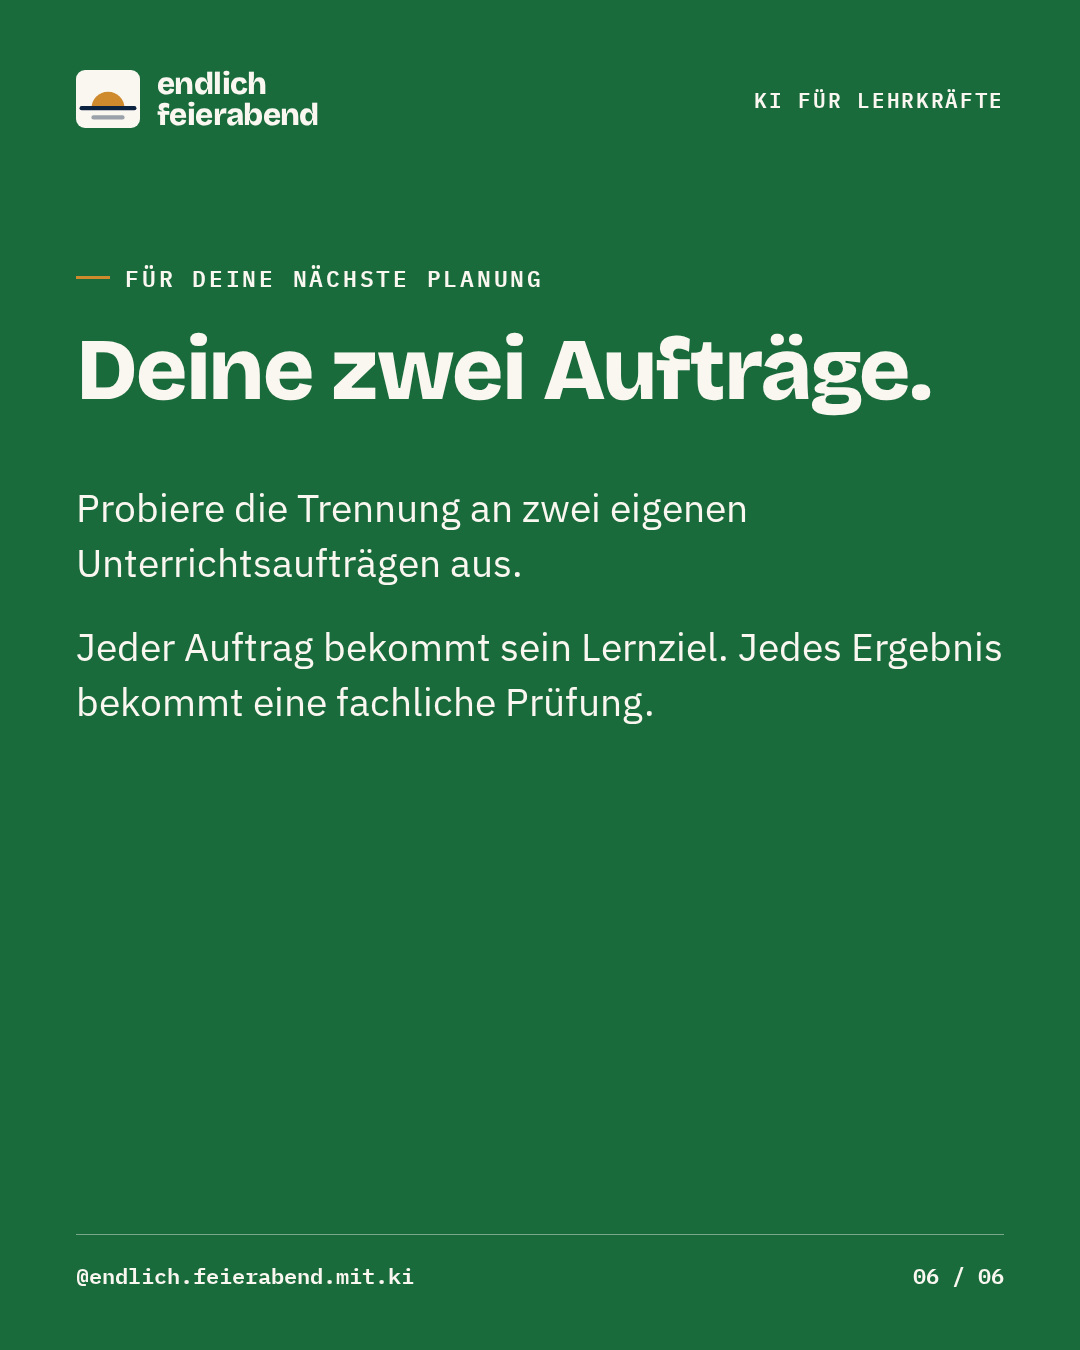 endlich
feierabend
KI FÜR LEHRKRÄFTE
FÜR DEINE NÄCHSTE PLANUNG
Deine zwei Aufträge.
Probiere die Trennung an zwei eigenen
Unterrichtsaufträgen aus.
Jeder Auftrag bekommt sein Lernziel. Jedes Ergebnis
bekommt eine fachliche Prüfung.
@endlich.feierabend.mit.ki
06 / 06